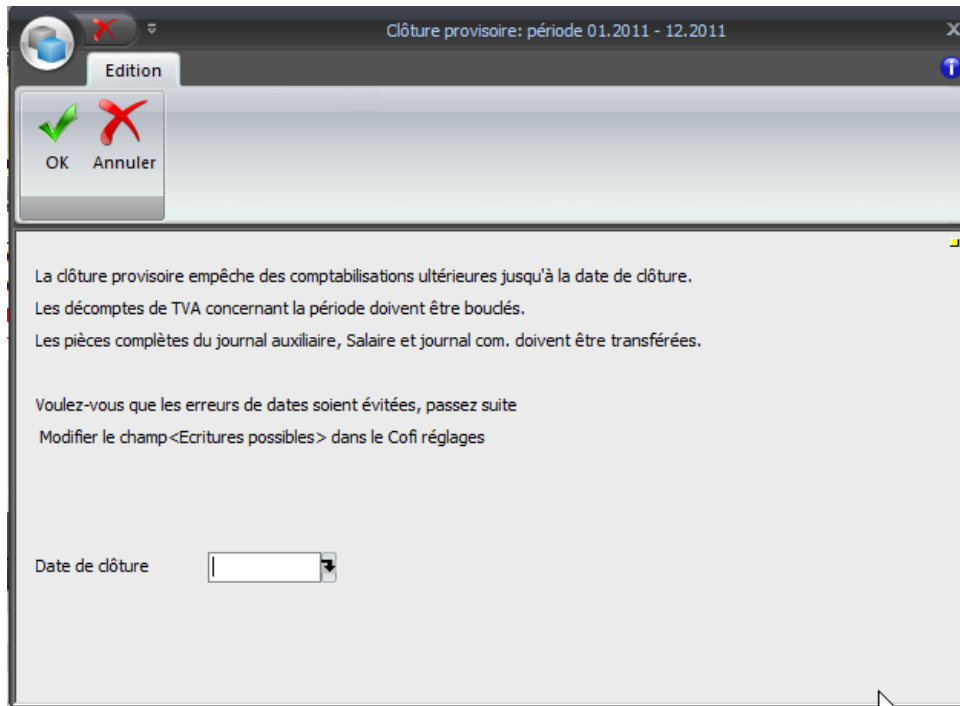 Clôture provisoire: période 01.2011 - 12.2011
Edition
OK Annuler
La clôture provisoire empêche des comptabilisations ultérieures jusqu'à la date de clôture.
Les décomptes de TVA concernant la période doivent être bouclés.
Les pièces complètes du journal auxiliaire, Salaire et journal com. doivent être transférées.
Voulez-vous que les erreurs de dates soient évitées, passez suite
Modifier le champ<Ecritures possibles> dans le Cofi réglages
Date de clôture